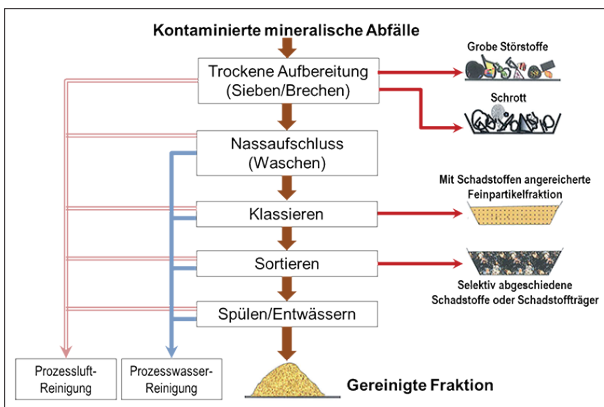 Kontaminierte mineralische Abfälle
Trockene Aufbereitung
(Sieben/Brechen)
Grobe Störstoffe
Schrott
Nassaufschluss
(Waschen)
Mit Schadstoffen angereicherte
Feinpartikelfraktion
Klassieren
Sortieren
Selektiv abgeschiedene
Schadstoffe oder Schadstoffträger
Spülen/Entwässern
Prozessluft-
Reinigung
Prozesswasser-
Reinigung
Gereinigte Fraktion